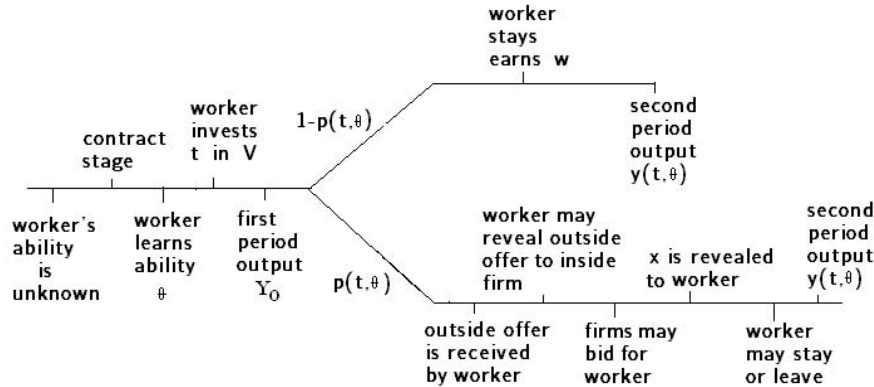 worker
stays
earns w
1-p(t,θ)
second
period
output
y(t,θ)
contract
stage
worker
invests
t in V
worker's
ability
is
unknown
worker
learns
ability
θ
first
period
output
Y₀
p(t,θ)
worker may
reveal outside
offer to inside
firm
x is revealed
to worker
second
period
output
y(t,θ)
outside offer
is received
by worker
firms may
bid for
worker
worker
may stay
or leave